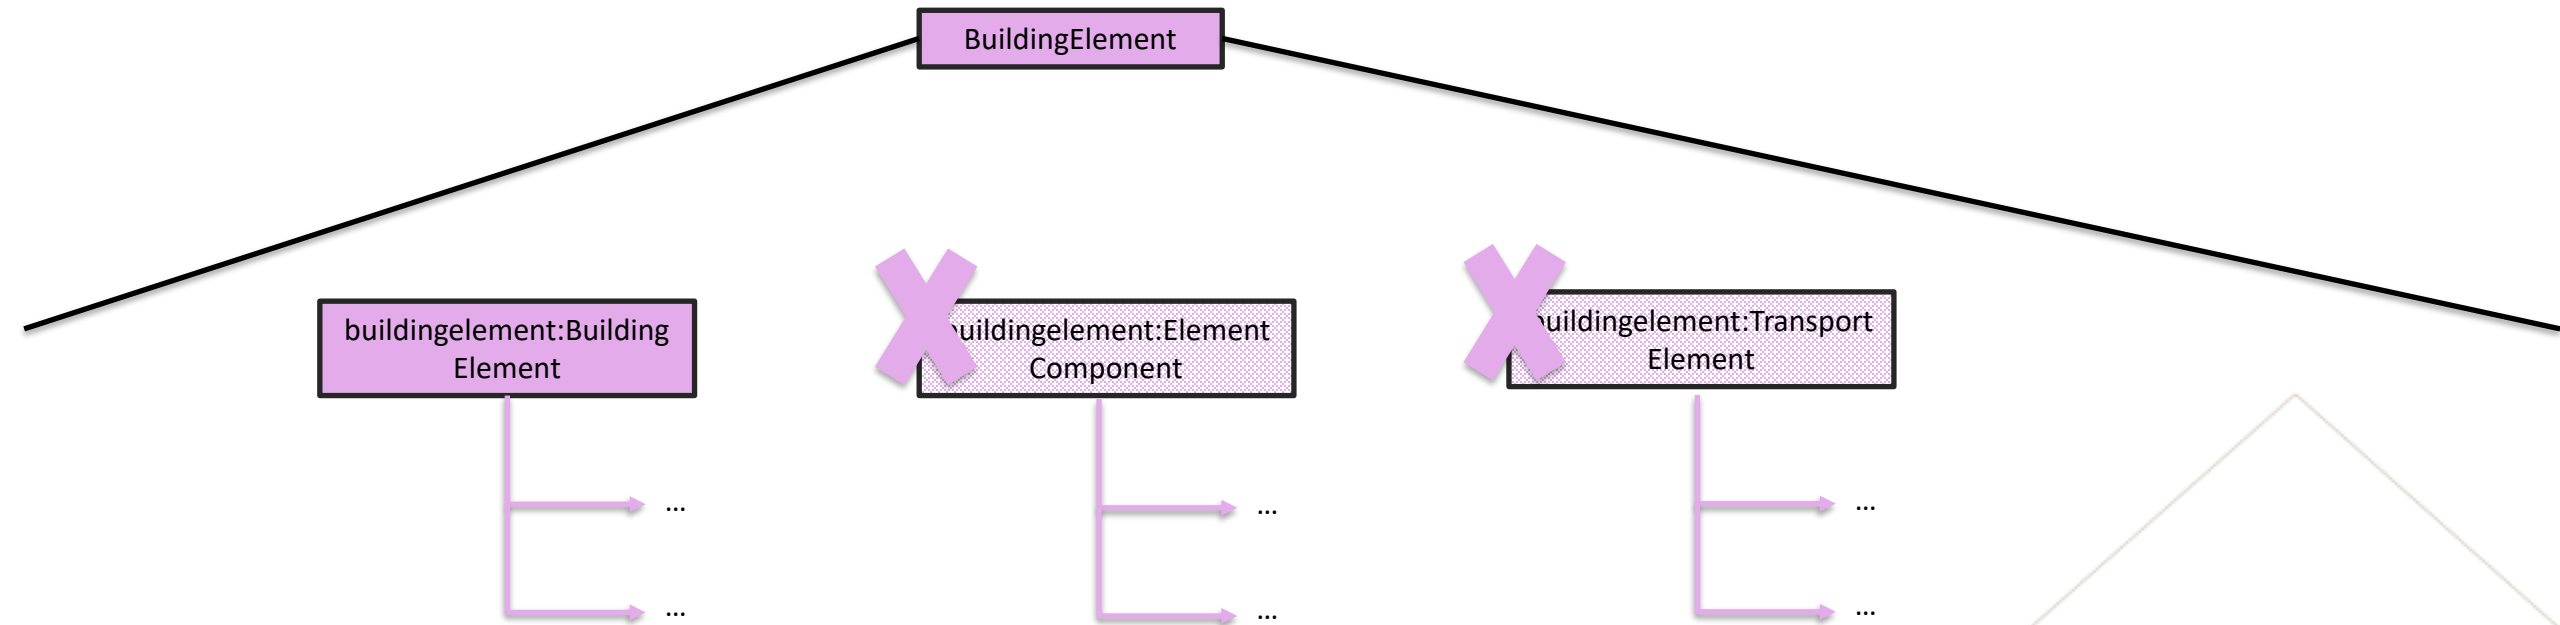 BuildingElement
buildingelement:Building
Element
uildingelement:Element
Component
uildingelement:Transport
Element
...
...
...
...
...
...